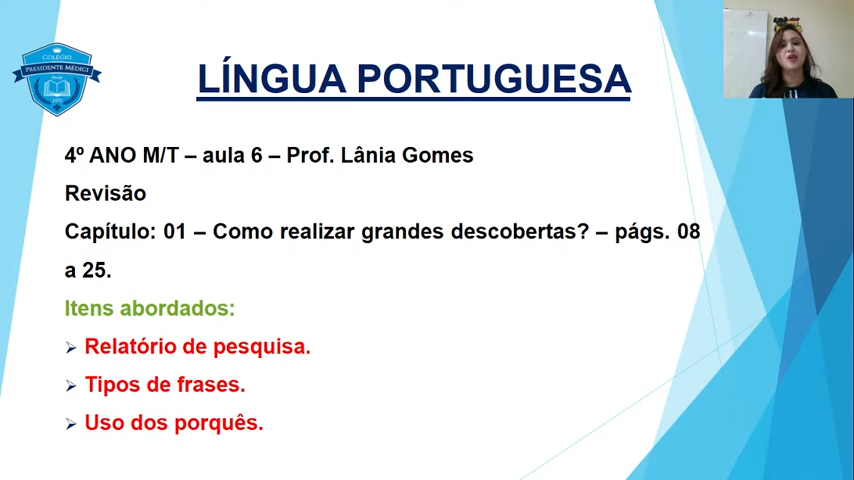 COLÉGIO
PRESIDENTE MÉDICI
LÍNGUA PORTUGUESA
4º ANO M/T – aula 6 – Prof. Lânia Gomes
Revisão
Capítulo: 01 – Como realizar grandes descobertas? – págs. 08
a 25.
Itens abordados:
Relatório de pesquisa.
Tipos de frases.
Uso dos porquês.